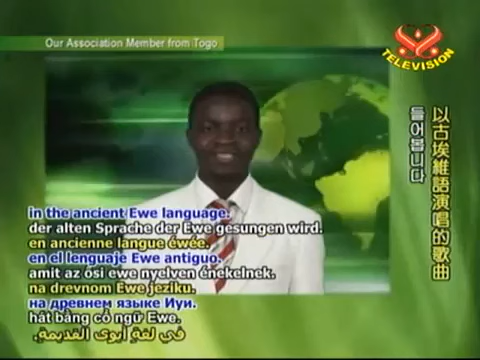 Our Association Member from Togo
TELEVISION
以古埃維語演唱的歌曲
들어봅니다
in the ancient Ewe language.
der alten Sprache der Ewe gesungen wird.
en ancienne langue éwée.
en el lenguaje Ewe antiguo.
amit az ősi ewe nyelven énekelnek.
na drevnom Ewe jeziku.
на древнем языке Иуи.
hát bằng cổ ngữ Ewe.
في لغة أيوى القديمة.